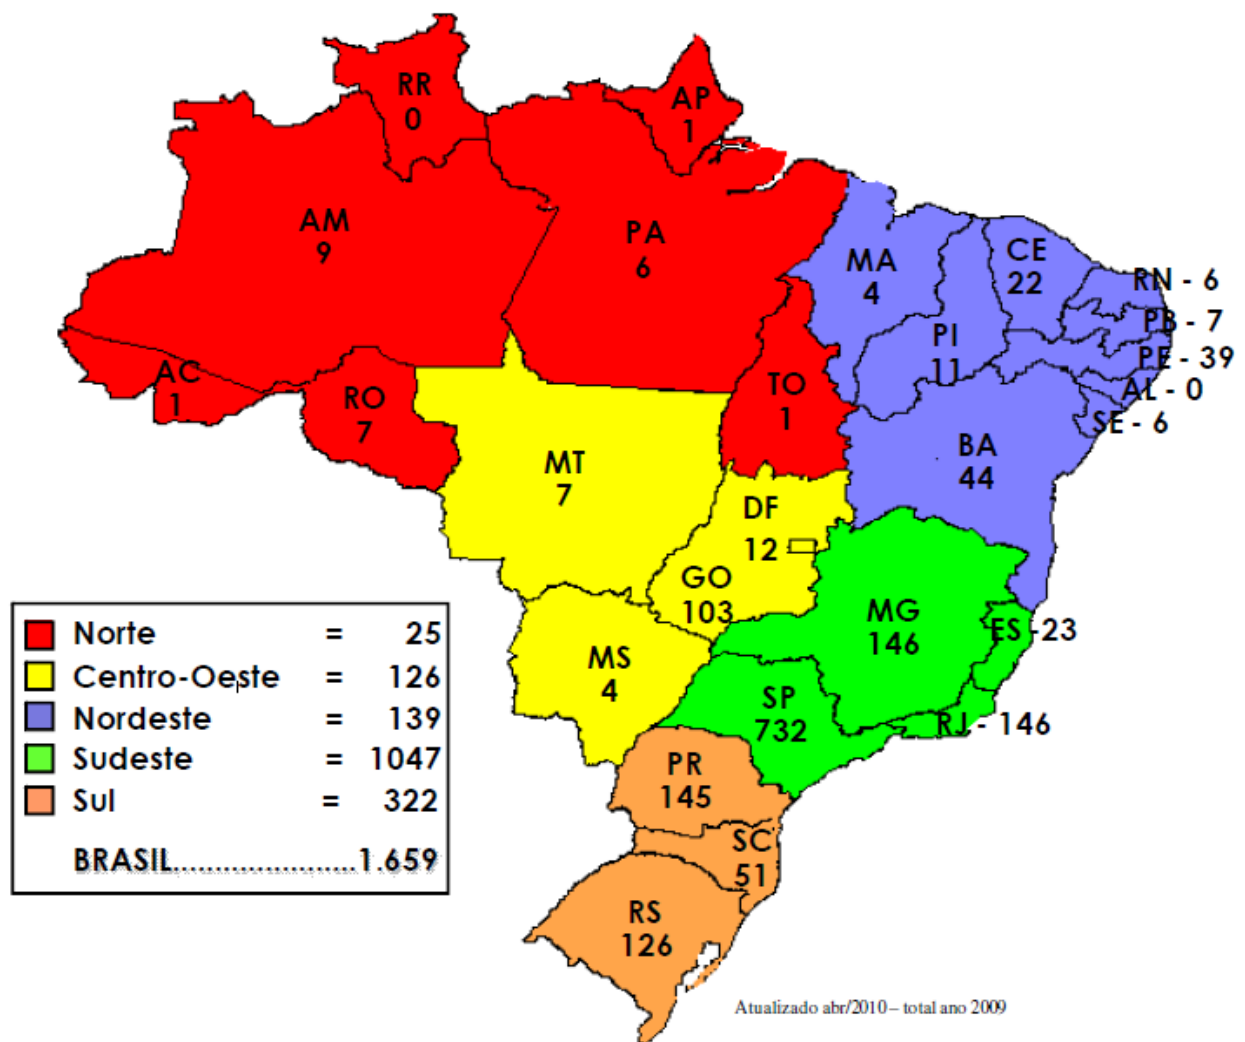 RR
0
AP
1
AM
9
PA
6
MA
4
CE
22
RN - 6
PB - 7
PI
11
PE - 39
AL - 0
SE - 6
AC
1
RO
7
TO
1
BA
44
MT
7
DF
12
GO
103
MG
146
ES - 23
MS
4
SP
732
RJ - 146
PR
145
SC
51
RS
126
Norte = 25
Centro-Oeste = 126
Nordeste = 139
Sudeste = 1047
Sul = 322
BRASIL......................1.659
Atualizado abr/2010 – total ano 2009